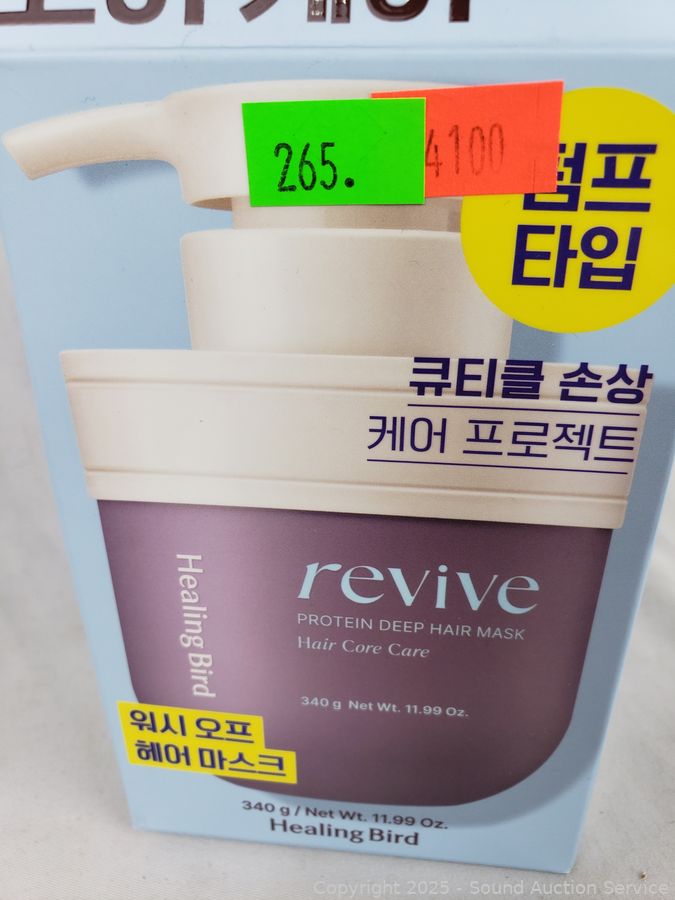 265.
4100
펌프
타입
큐티클 손상
케어 프로젝트
Healing Bird
revive
PROTEIN DEEP HAIR MASK
Hair Core Care
340 g Net Wt. 11.99 Oz.
워시 오프
헤어 마스크
340 g / Net Wt. 11.99 Oz.
Healing Bird
Copyright 2025 - Sound Auction Service